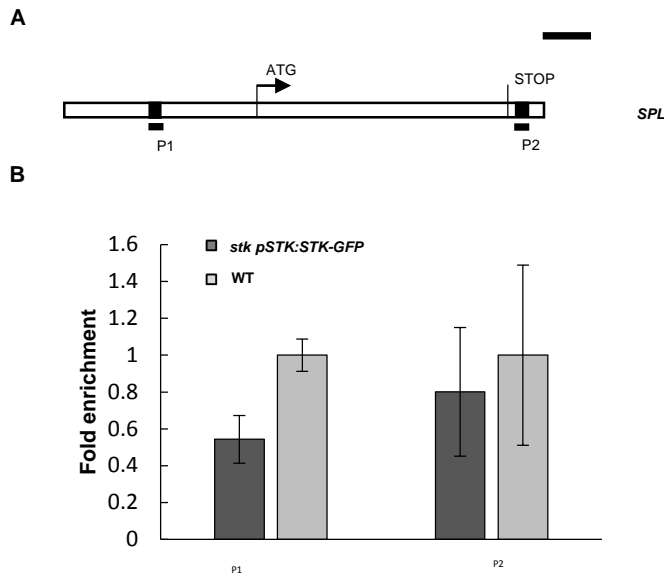 A
ATG
STOP
SPL
P1
P2
B
1.6
1.4
1.2
1
0.8
0.6
0.4
0.2
0
Fold enrichment
stk pSTK:STK-GFP
WT
P1
P2